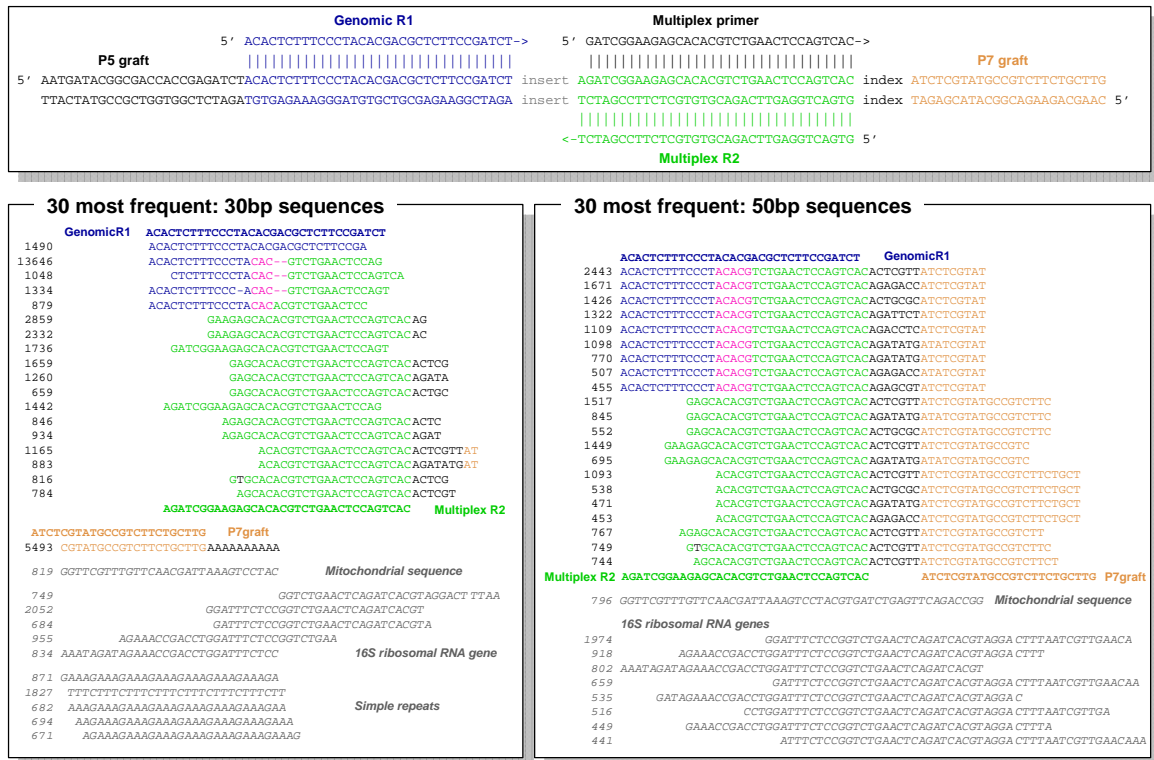 Genomic R1 Multiplex primer
5' ACACTCTTTCCCTACACGACGCTCTTCCGATCT-> 5' GATCGGAAGAGCACACGTCTGAACTCCAGTCAC->
P5 graft P7 graft
5' AATGATACGGCGACCACCGAGATCTACACTCTTTCCCTACACGACGCTCTTCCGATCT insert AGATCGGAAGAGCACACGTCTGAACTCCAGTCAC index ATCTCGTATGCCGTCTTCTGCTTG
TTACTATGCCGCTGGTGGCTCTAGATGTGAGAAAGGGATGTGCTGCGAGAAGGCTAGA insert TCTAGCCTTCTCGTGTGCAGACTTGAGGTCAGTG index TAGAGCATACGGCAGAAGACGAAC 5'
<-TCTAGCCTTCTCGTGTGCAGACTTGAGGTCAGTG 5'
Multiplex R2
30 most frequent: 30bp sequences
GenomicR1 ACACTCTTTCCCTACACGACGCTCTTCCGATCT
1490 ACACTCTTTCCCTACACGACGCTCTTCCGA
13646 ACACTCTTTCCCTACAC--GTCTGAACTCCAG
1048 CTCTTTCCCTACAC--GTCTGAACTCCAGTCA
1334 ACACTCTTTCCC-ACAC--GTCTGAACTCCAGT
879 ACACTCTTTCCCTACACACGTCTGAACTCC
2859 GAAGAGCACACGTCTGAACTCCAGTCACAG
2332 GAAGAGCACACGTCTGAACTCCAGTCACAC
1736 GATCGGAAGAGCACACGTCTGAACTCCAGT
1659 GAGCACACGTCTGAACTCCAGTCACACTCG
1260 GAGCACACGTCTGAACTCCAGTCACAGATA
659 GAGCACACGTCTGAACTCCAGTCACACTGC
1442 AGATCGGAAGAGCACACGTCTGAACTCCAG
846 AGAGCACACGTCTGAACTCCAGTCACACTC
934 AGAGCACACGTCTGAACTCCAGTCACAGAT
1165 ACACGTCTGAACTCCAGTCACACTCGTTAT
883 ACACGTCTGAACTCCAGTCACAGATATGAT
816 GTGCACACGTCTGAACTCCAGTCACACTCG
784 AGCACACGTCTGAACTCCAGTCACACTCGT
AGATCGGAAGAGCACACGTCTGAACTCCAGTCAC Multiplex R2
ATCTCGTATGCCGTCTTCTGCTTG P7graft
5493 CGTATGCCGTCTTCTGCTTGAAAAAAAAAA
819 GGTTCGTTTGTTCAACGATTAAAGTCCTAC Mitochondrial sequence
749 GGTCTGAACTCAGATCACGTAGGACTTTAA
2052 GGATTTCTCCGGTCTGAACTCAGATCACGT
684 GATTTCTCCGGTCTGAACTCAGATCACGTA
955 AGAAACCGACCTGGATTTCTCCGGTCTGAA
834 AAATAGATAGAAACCGACCTGGATTTCTCC 16S ribosomal RNA gene
871 GAAAGAAAGAAAGAAAGAAAGAAAGAAAGA
1827 TTTCTTTCTTTCTTTCTTTCTTTCTTTCTT
682 AAAGAAAGAAAGAAAGAAAGAAAGAAAGAA Simple repeats
694 AAGAAAGAAAGAAAGAAAGAAAGAAAGAAA
671 AGAAAGAAAGAAAGAAAGAAAGAAAGAAAG
30 most frequent: 50bp sequences
ACACTCTTTCCCTACACGACGCTCTTCCGATCT GenomicR1
2443 ACACTCTTTCCCTACACGTCTGAACTCCAGTCACACTCGTTATCTCGTAT
1671 ACACTCTTTCCCTACACGTCTGAACTCCAGTCACAGAGACCATCTCGTAT
1426 ACACTCTTTCCCTACACGTCTGAACTCCAGTCACACTGCGCATCTCGTAT
1322 ACACTCTTTCCCTACACGTCTGAACTCCAGTCACAGATTCTATCTCGTAT
1109 ACACTCTTTCCCTACACGTCTGAACTCCAGTCACAGACCTCATCTCGTAT
1098 ACACTCTTTCCCTACACGTCTGAACTCCAGTCACAGATATGATCTCGTAT
770 ACACTCTTTCCCTACACGTCTGAACTCCAGTCACAGATATGATATCGTAT
507 ACACTCTTTCCCTACACGTCTGAACTCCAGTCACAGAGACCATATCGTAT
455 ACACTCTTTCCCTACACGTCTGAACTCCAGTCACAGAGCGTATCTCGTAT
1517 GAGCACACGTCTGAACTCCAGTCACACTCGTTATCTCGTATGCCGTCTTC
845 GAGCACACGTCTGAACTCCAGTCACAGATATGATATCGTATGCCGTCTTC
552 GAGCACACGTCTGAACTCCAGTCACACTGCGCATCTCGTATGCCGTCTTC
1449 GAAGAGCACACGTCTGAACTCCAGTCACACTCGTTATCTCGTATGCCGTC
695 GAAGAGCACACGTCTGAACTCCAGTCACAGATATGATATCGTATGCCGTC
1093 ACACGTCTGAACTCCAGTCACACTCGTTATCTCGTATGCCGTCTTCTGCT
538 ACACGTCTGAACTCCAGTCACACTGCGCATCTCGTATGCCGTCTTCTGCT
471 ACACGTCTGAACTCCAGTCACAGATATGATCTCGTATGCCGTCTTCTGCT
453 ACACGTCTGAACTCCAGTCACAGAGACCATCTCGTATGCCGTCTTCTGCT
767 AGAGCACACGTCTGAACTCCAGTCACACTCGTTATCTCGTATGCCGTCTT
749 GTGCACACGTCTGAACTCCAGTCACACTCGTTATCTCGTATGCCGTCTTC
744 AGCACACGTCTGAACTCCAGTCACACTCGTTATCTCGTATGCCGTCTTCT
Multiplex R2 AGATCGGAAGAGCACACGTCTGAACTCCAGTCAC ATCTCGTATGCCGTCTTCTGCTTG P7graft
796 GGTTCGTTTGTTCAACGATTAAAGTCCTACGTGATCTGAGTTCAGACCGG Mitochondrial sequence
16S ribosomal RNA genes
1974 GGATTTCTCCGGTCTGAACTCAGATCACGTAGGACTTTAATCGTTGAACA
918 AGAAACCGACCTGGATTTCTCCGGTCTGAACTCAGATCACGTAGGACTTT
802 AAATAGATAGAAACCGACCTGGATTTCTCCGGTCTGAACTCAGATCACGT
659 GATTTCTCCGGTCTGAACTCAGATCACGTAGGACTTTAATCGTTGAACAA
535 GATAGAAACCGACCTGGATTTCTCCGGTCTGAACTCAGATCACGTAGGAC
516 CCTGGATTTCTCCGGTCTGAACTCAGATCACGTAGGACTTTAATCGTTGA
449 GAAACCGACCTGGATTTCTCCGGTCTGAACTCAGATCACGTAGGACTTTA
441 ATTTCTCCGGTCTGAACTCAGATCACGTAGGACTTTAATCGTTGAACAAA